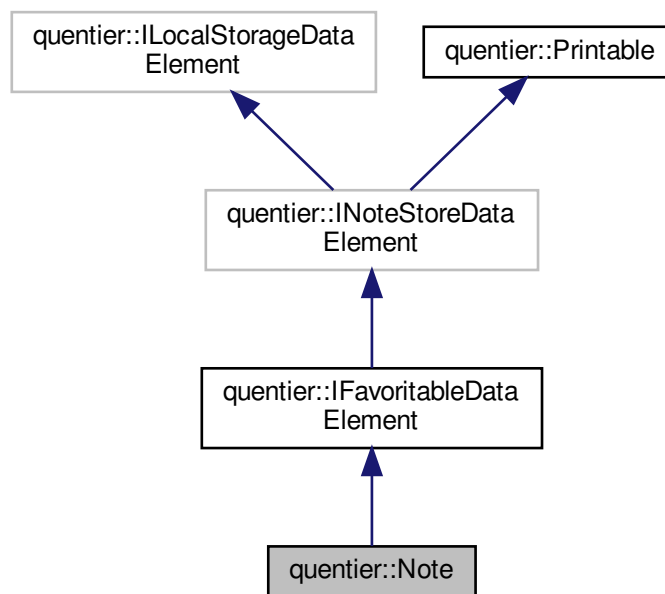 quentier::ILocalStorageData
Element
quentier::Printable
quentier::INoteStoreData
Element
quentier::IFavoritableData
Element
quentier::Note